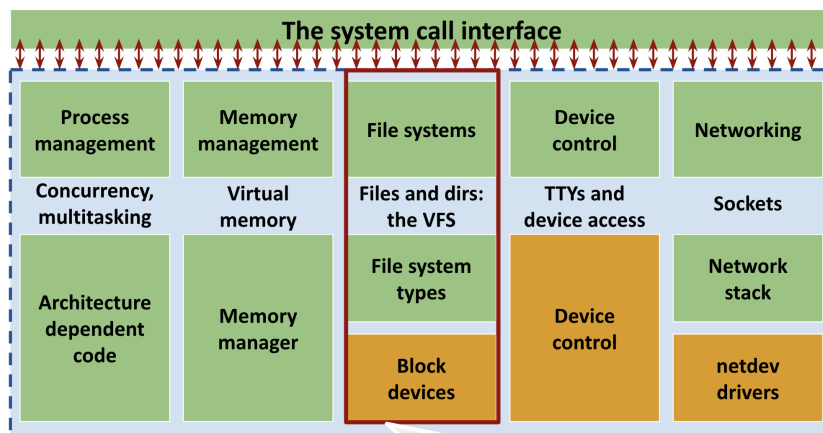 The system call interface
Process
management
Memory
management
File systems
Device
control
Networking
Concurrency,
multitasking
Virtual
memory
Files and dirs:
the VFS
TTYs and
device access
Sockets
Architecture
dependent
code
Memory
manager
File system
types
Block
devices
Device
control
Network
stack
netdev
drivers